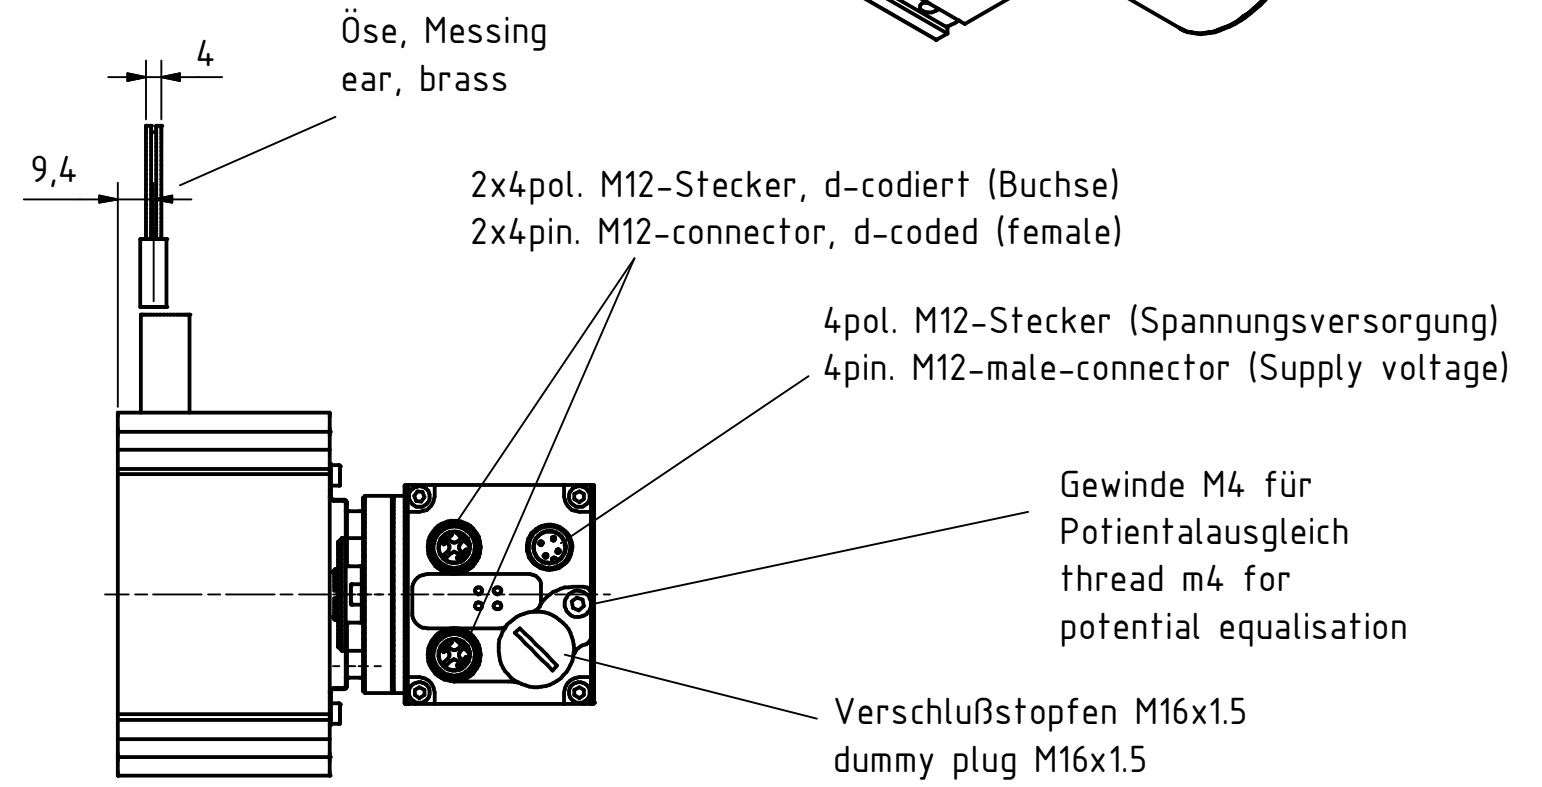 Öse, Messing
ear, brass
4
9,4
2x4pol. M12-Stecker, d-codiert (Buchse)
2x4pin. M12-connector, d-coded (female)
4pol. M12-Stecker (Spannungsversorgung)
4pin. M12-male-connector (Supply voltage)
Gewinde M4 für
Potientalausgleich
thread m4 for
potential equalisation
Verschlußstopfen M16x1.5
dummy plug M16x1.5